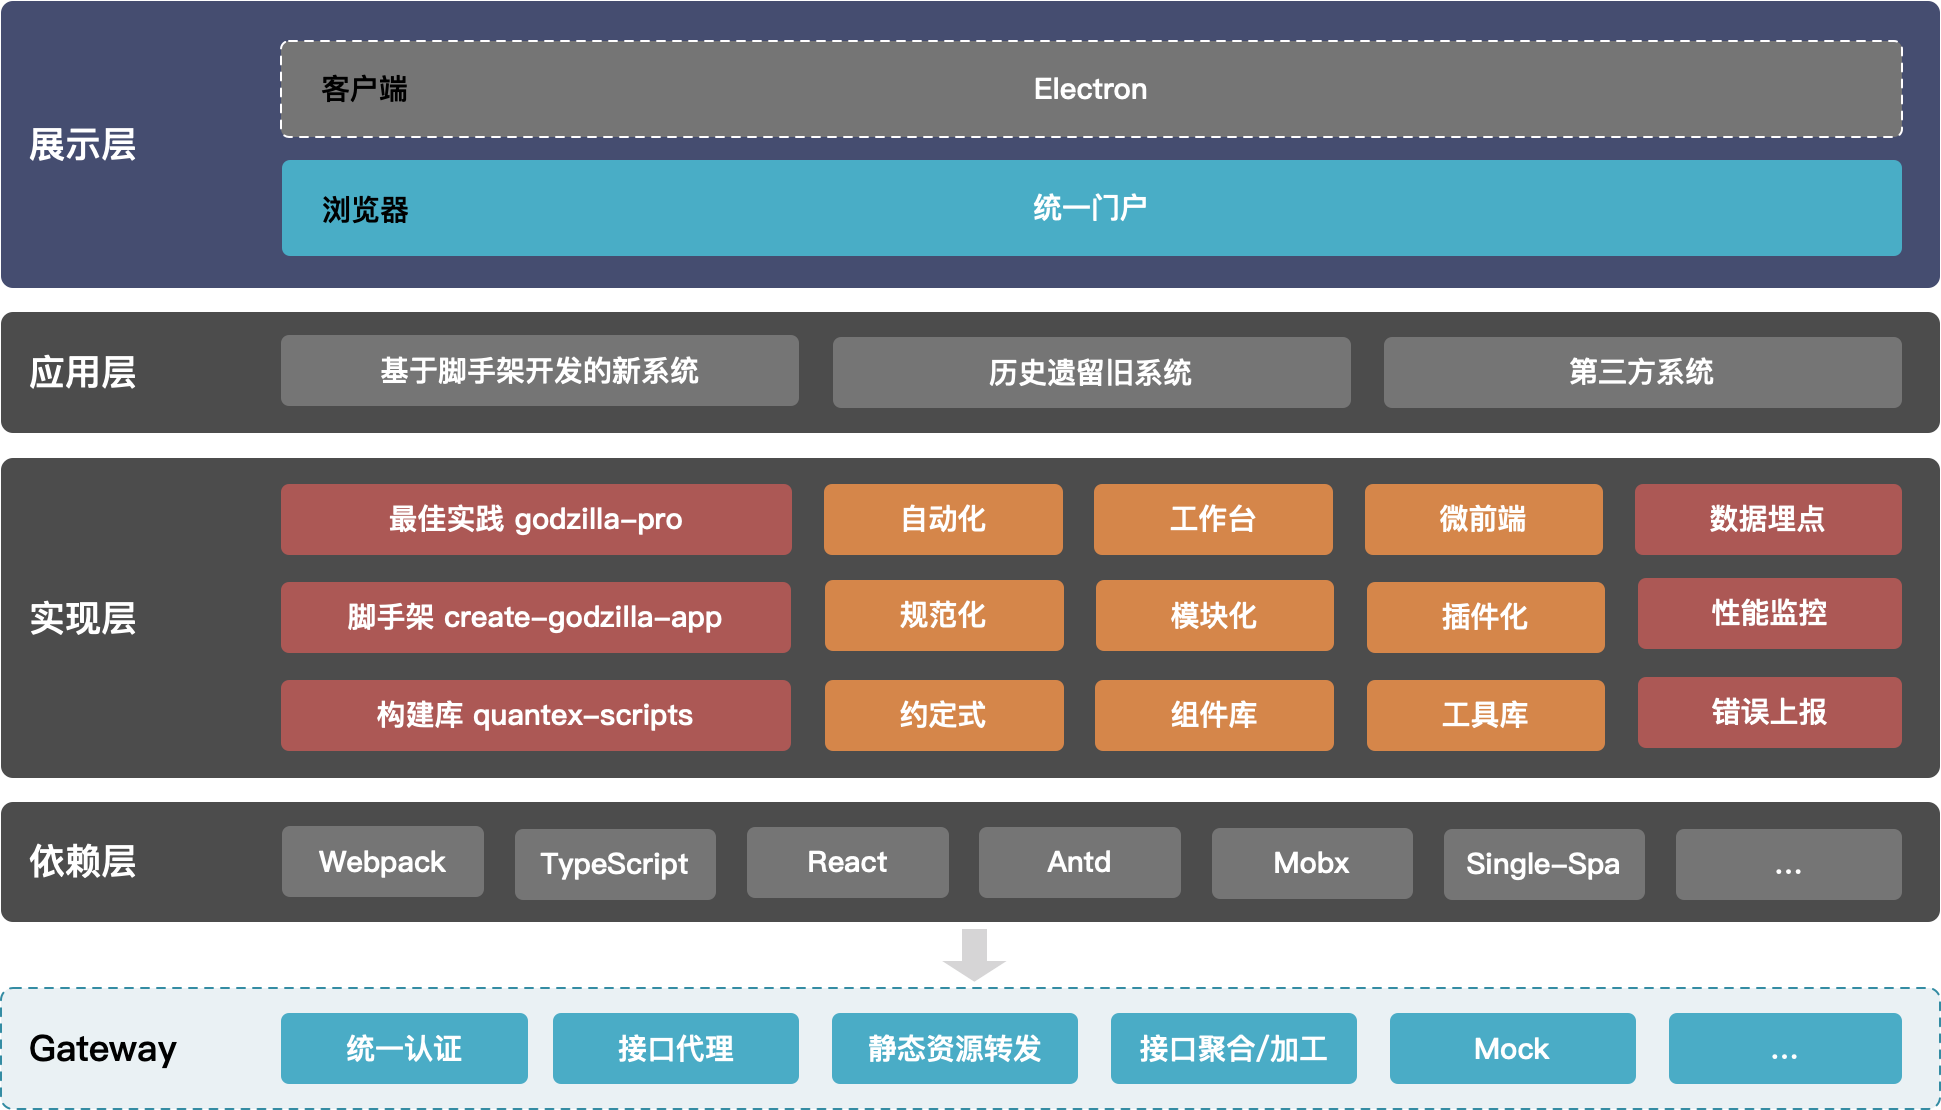 展示层
客户端
Electron
浏览器
统一门户
应用层
基于脚手架开发的新系统
历史遗留旧系统
第三方系统
实现层
最佳实践 godzilla-pro
自动化
工作台
微前端
数据埋点
脚手架 create-godzilla-app
规范化
模块化
插件化
性能监控
构建库 quantex-scripts
约定式
组件库
工具库
错误上报
依赖层
Webpack
TypeScript
React
Antd
Mobx
Single-Spa
...
Gateway
统一认证
接口代理
静态资源转发
接口聚合/加工
Mock
...